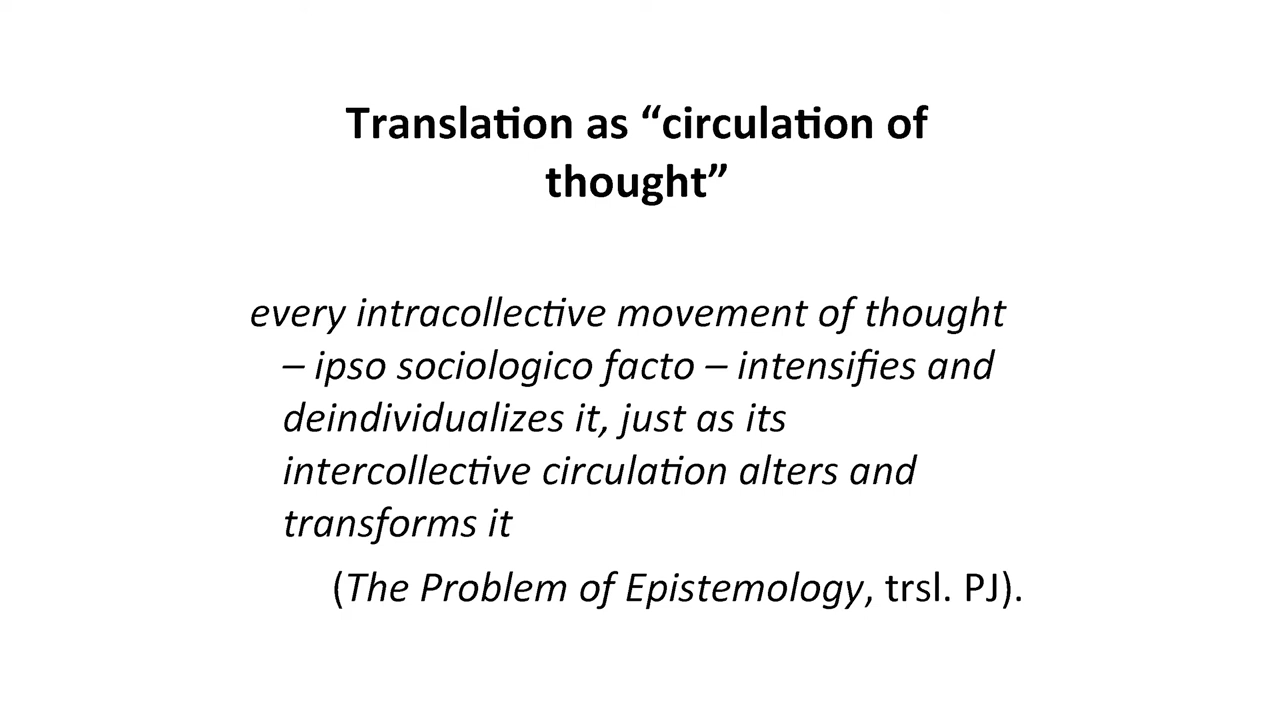 Translation as “circulation of
thought”
every intracollective movement of thought
– ipso sociologico facto – intensifies and
deindividualizes it, just as its
intercollective circulation alters and
transforms it
(The Problem of Epistemology, trsl. PJ).